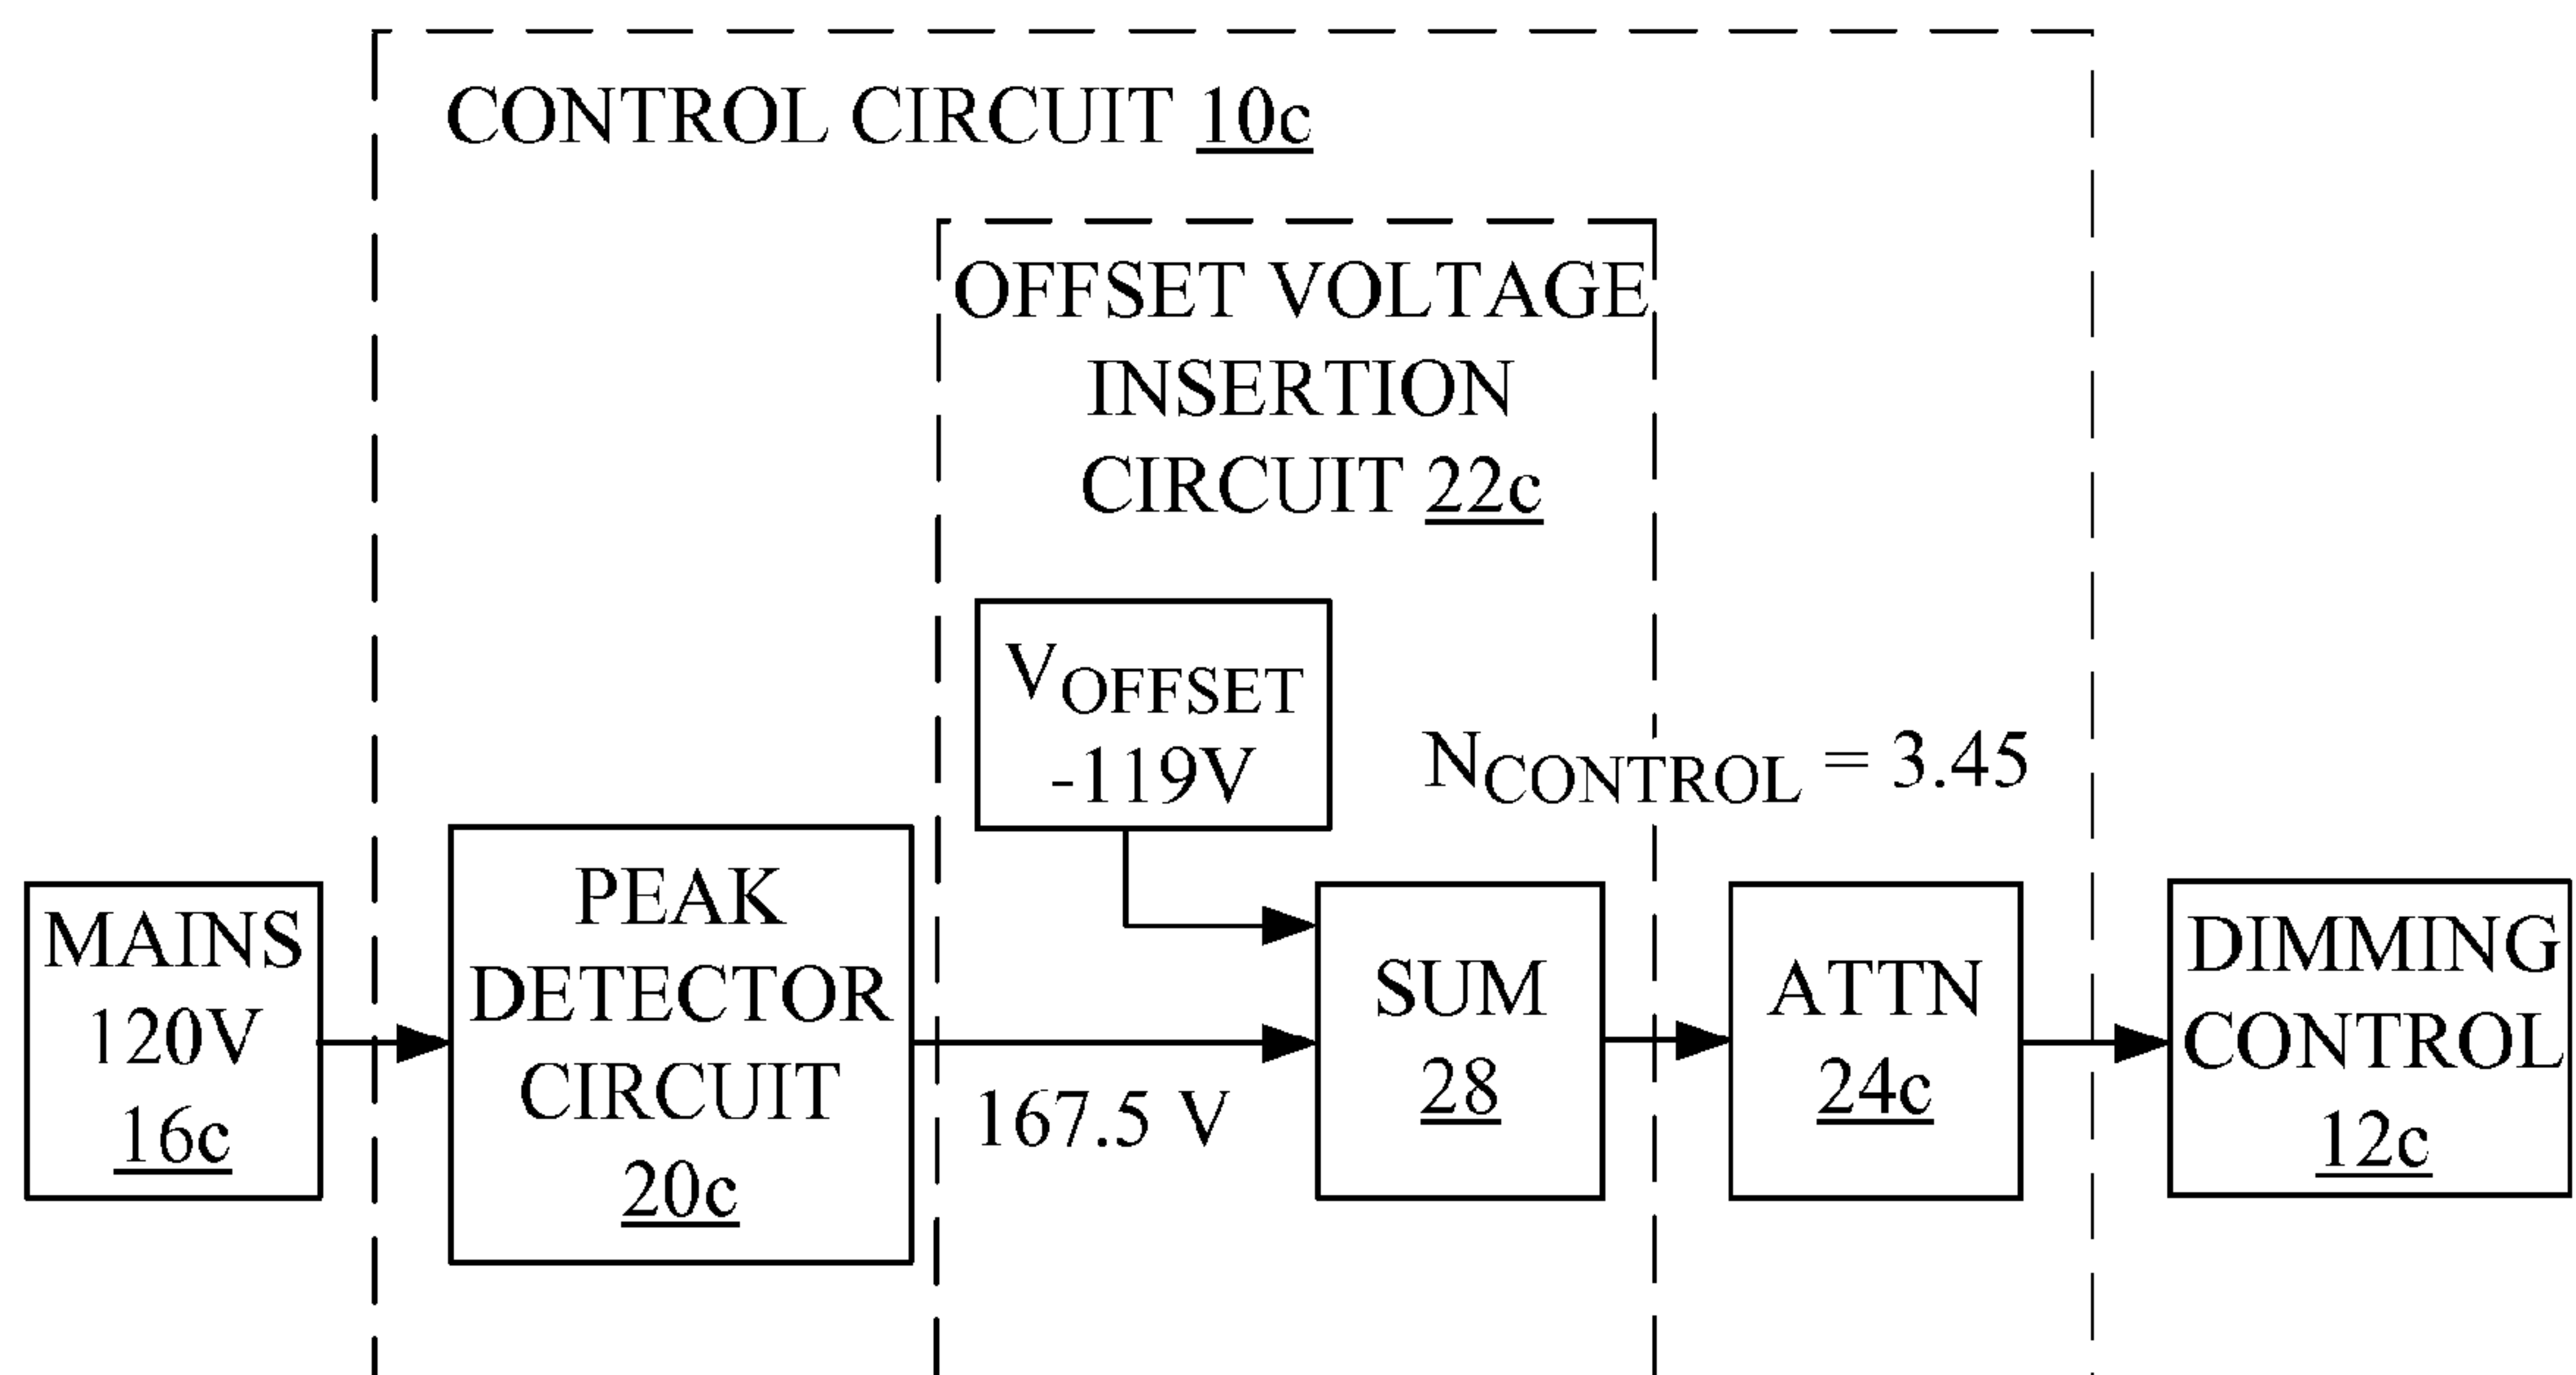 CONTROL CIRCUIT 10c
OFFSET VOLTAGE
INSERTION
CIRCUIT 22c
VOFFSET
-119V
NCONTROL = 3.45
MAINS
120V
16c
PEAK
DETECTOR
CIRCUIT
20c
167.5 V
SUM
28
ATTN
24c
DIMMING
CONTROL
12c